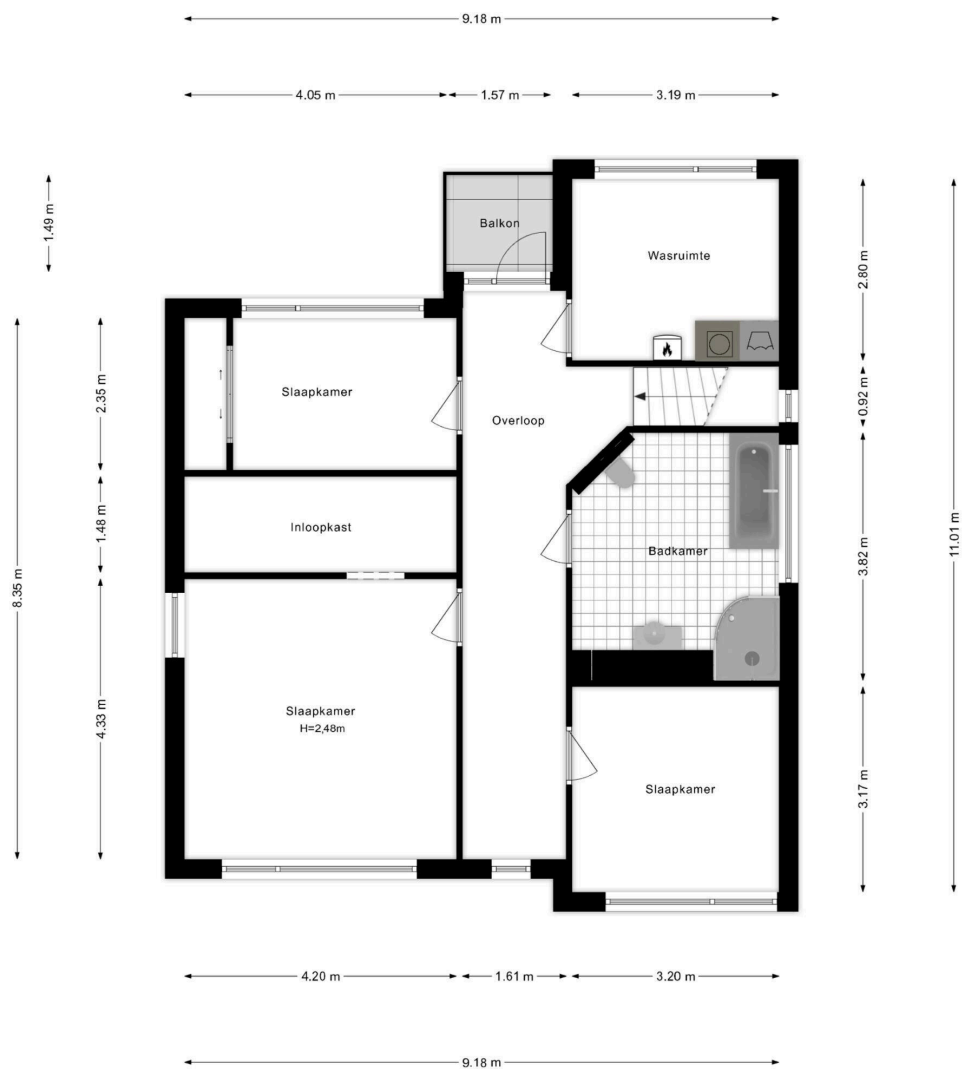 9.18 m
4.05 m
1.57 m
3.19 m
1.49 m
Balkon
Wasruimte
2.80 m
Slaapkamer
2.35 m
Overloop
0.92 m
Inloopkast
1.48 m
Badkamer
3.82 m
8.35 m
11.01 m
Slaapkamer
H=2,48m
4.33 m
Slaapkamer
3.17 m
4.20 m
1.61 m
3.20 m
9.18 m